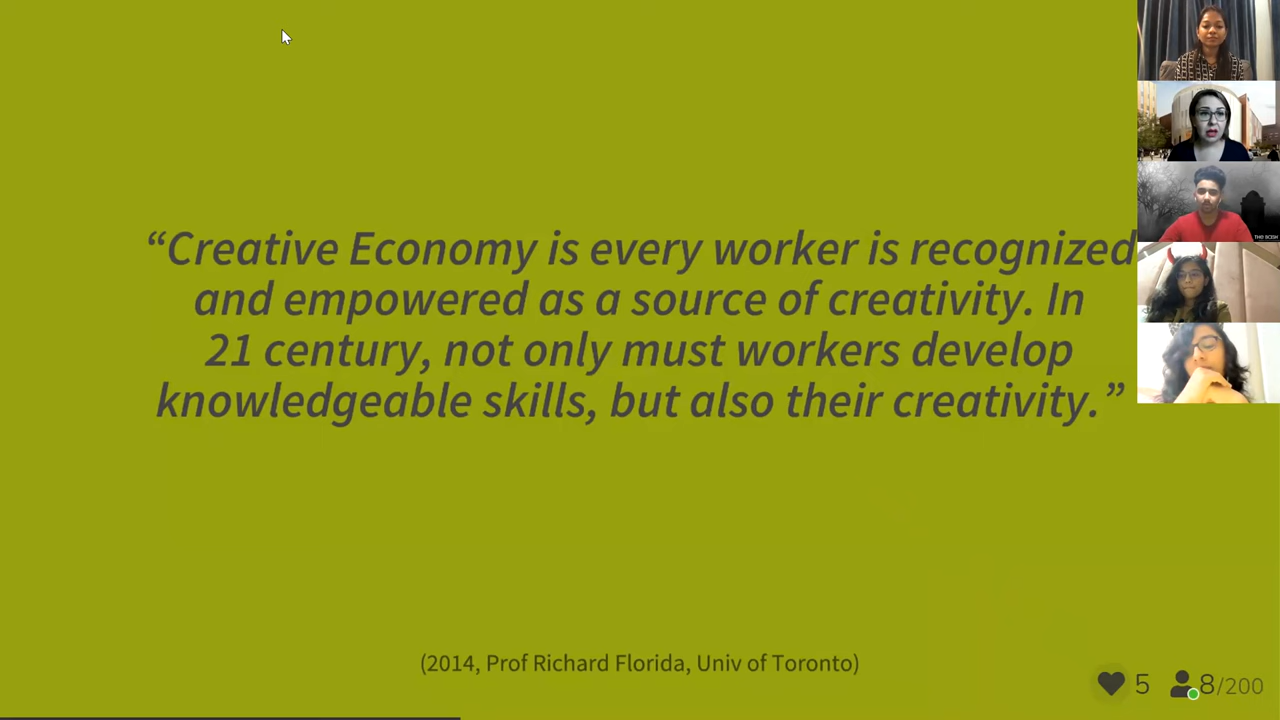 “Creative Economy is every worker is recognized
and empowered as a source of creativity. In
21 century, not only must workers develop
knowledgeable skills, but also their creativity.”
(2014, Prof Richard Florida, Univ of Toronto)
5
8/200